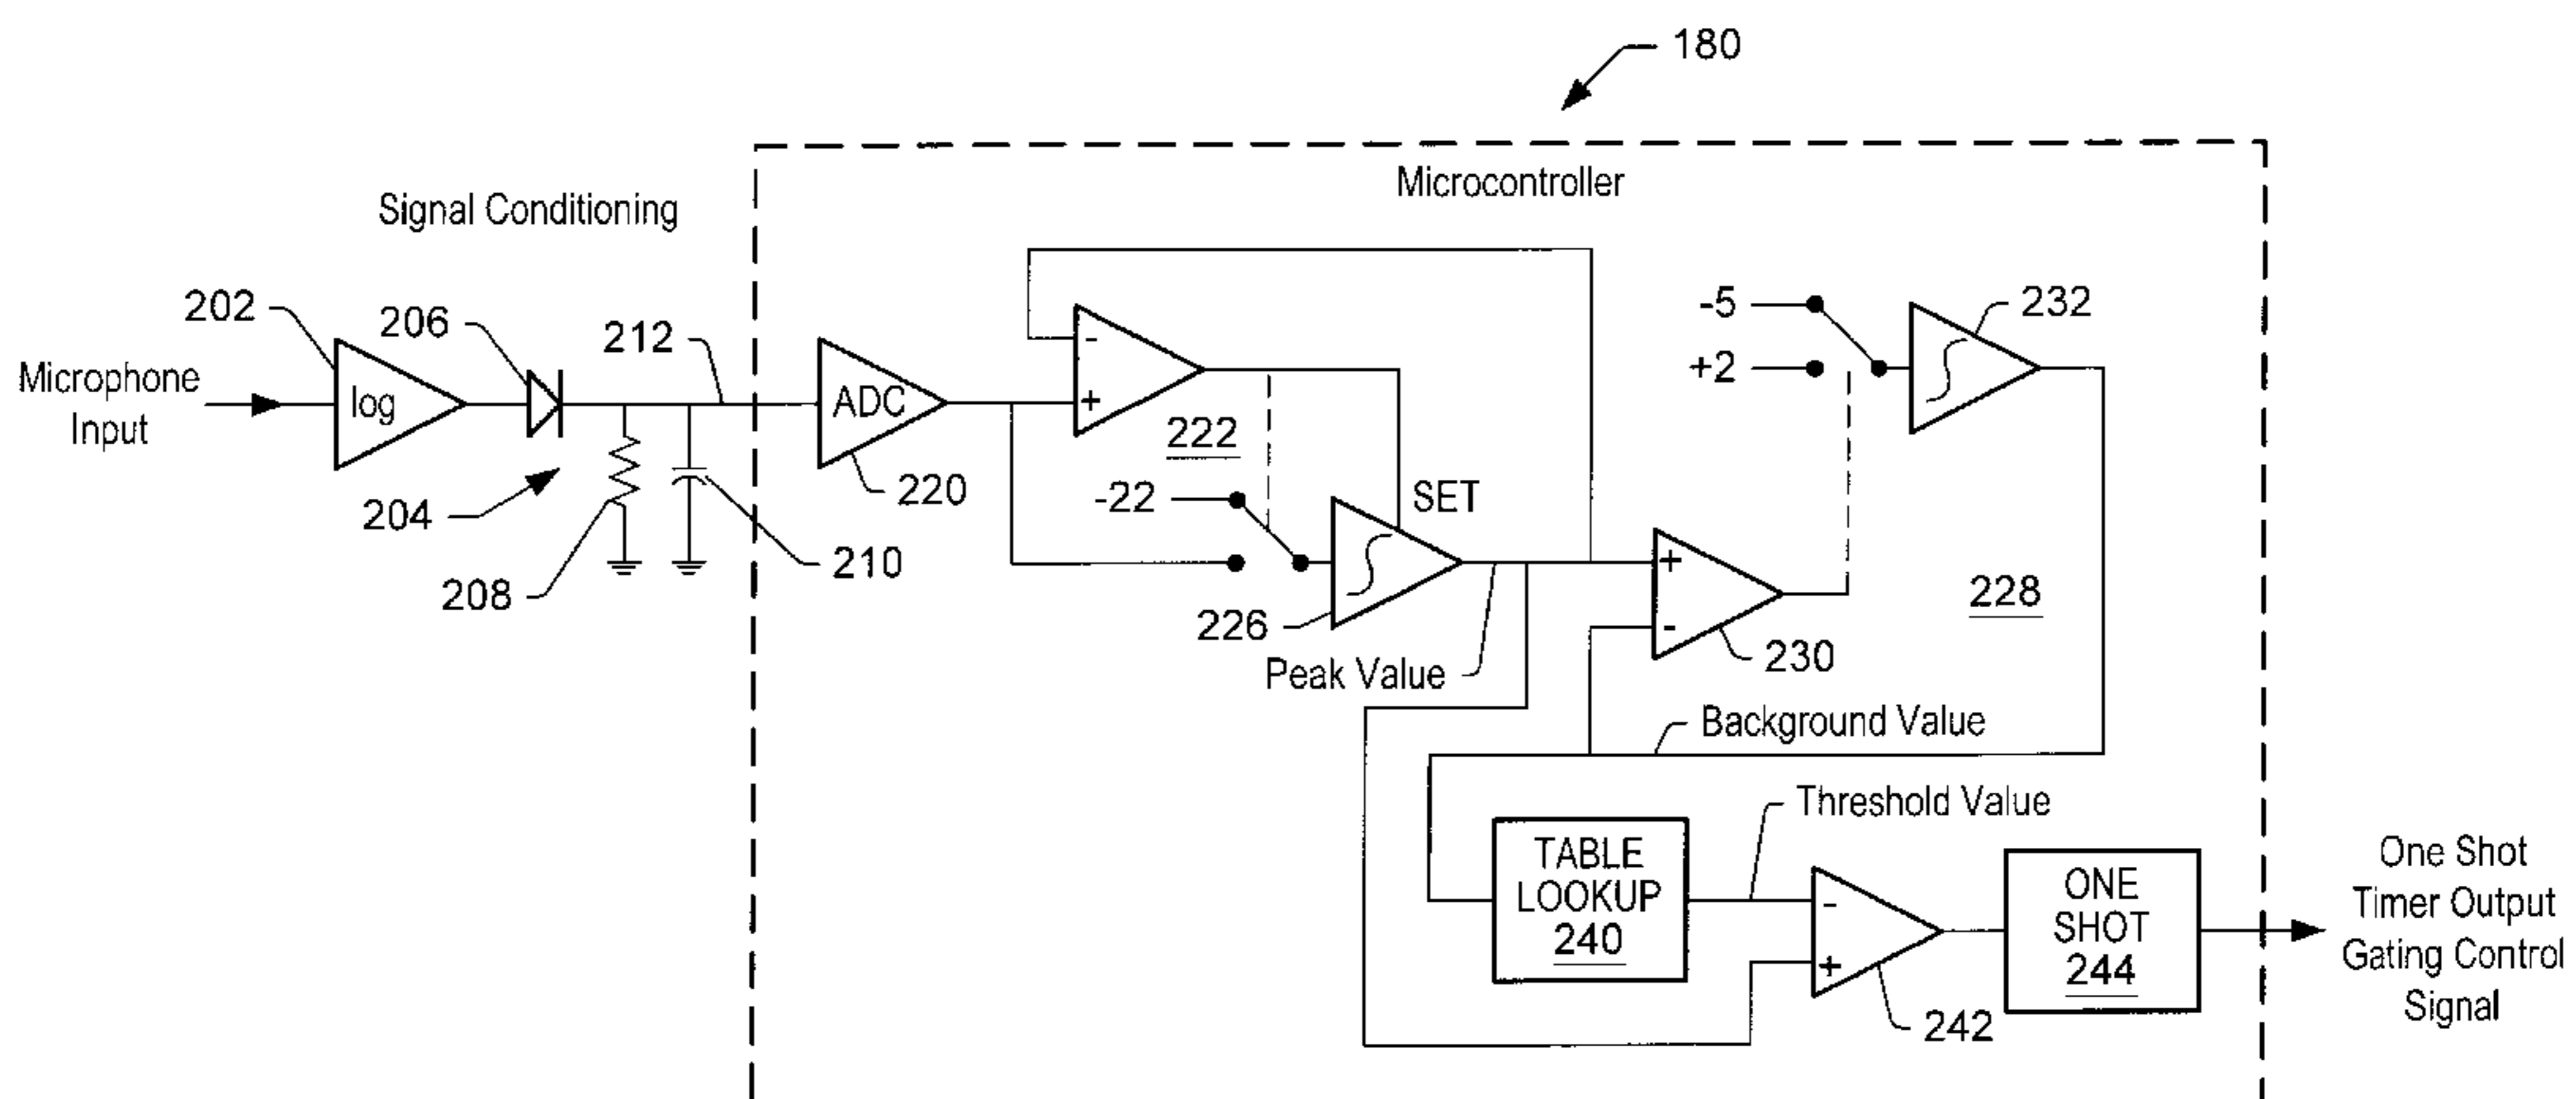 180
Microcontroller
Signal Conditioning
202
206
212
-5
232
+2
Microphone
Input
log
ADC
-
+
222
220
-22
SET
204
210
208
226
+
-
230
228
Peak Value
Background Value
Threshold Value
TABLE
LOOKUP
240
-
+
242
ONE
SHOT
244
One Shot
Timer Output
Gating Control
Signal